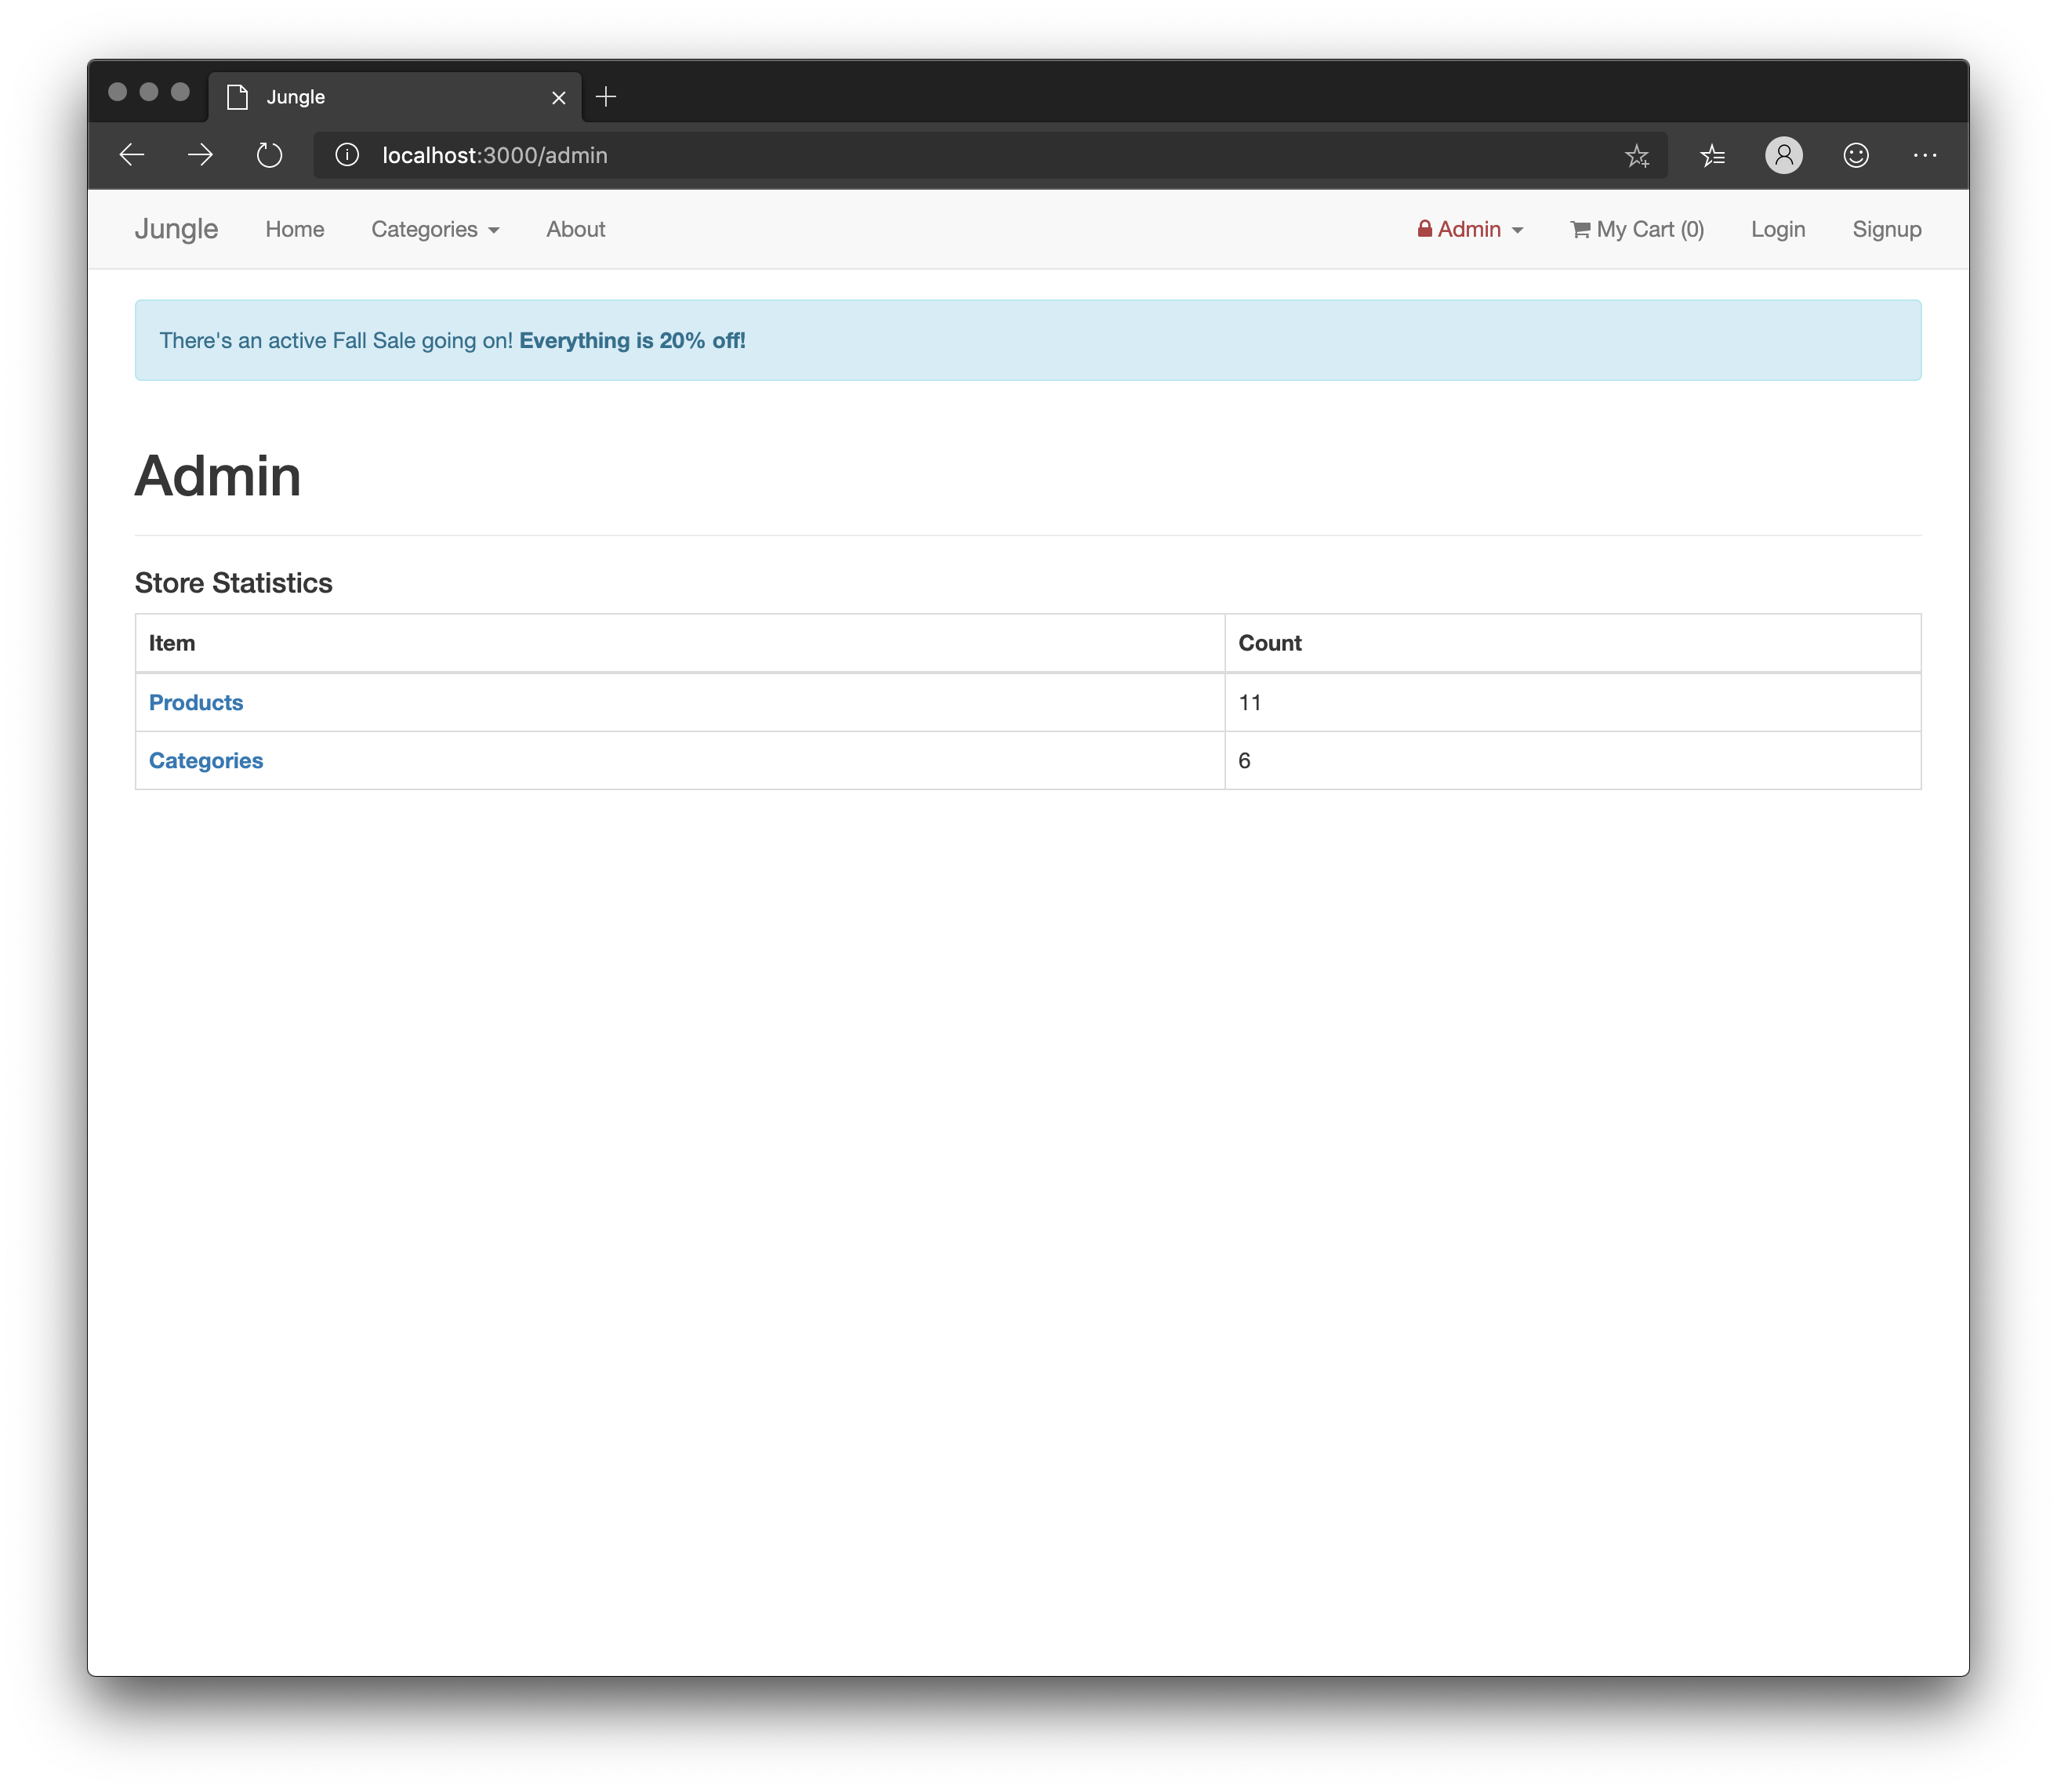 Jungle
localhost:3000/admin
Jungle Home Categories About Admin My Cart (0) Login Signup
There's an active Fall Sale going on! Everything is 20% off!
Admin
Store Statistics
Item Count
Products 11
Categories 6